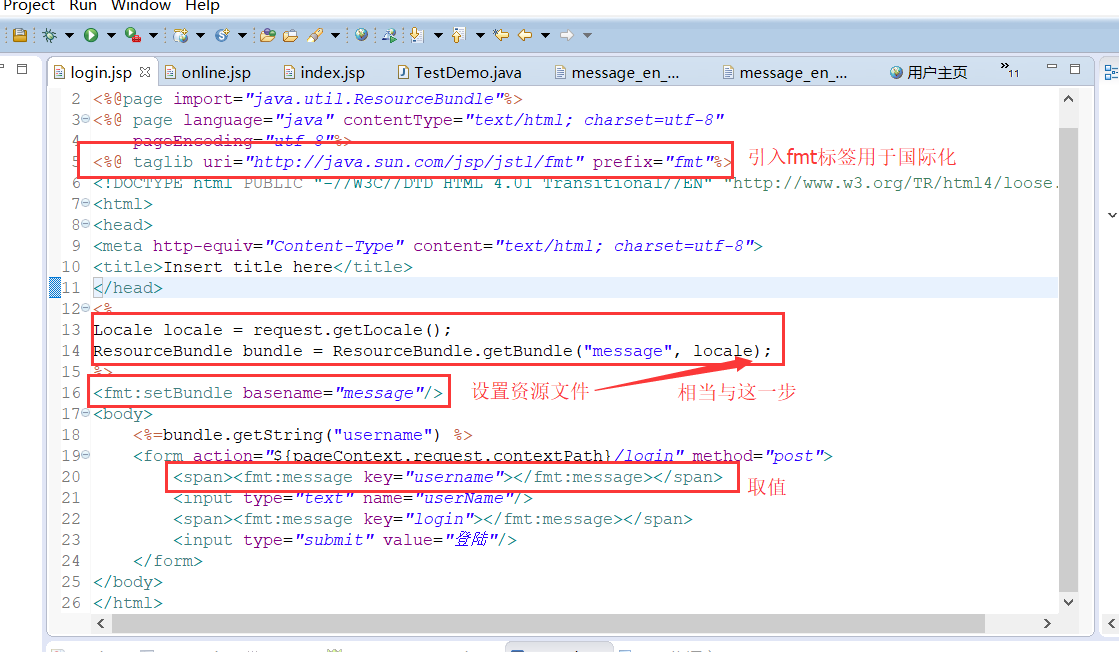 Project Run Window Help
login.jsp online.jsp index.jsp TestDemo.java message_en_... message_en_... 用户主页 »11
2 <%@page import="java.util.ResourceBundle"%>
3 <%@ page language="java" contentType="text/html; charset=utf-8"
4 pageEncoding="utf-8"%>
5 <%@ taglib uri="http://java.sun.com/jsp/jstl/fmt" prefix="fmt"%> 引入fmt标签用于国际化
6 <!DOCTYPE html PUBLIC "-//W3C//DTD HTML 4.01 Transitional//EN" "http://www.w3.org/TR/html4/loose.
7 <html>
8 <head>
9 <meta http-equiv="Content-Type" content="text/html; charset=utf-8">
10 <title>Insert title here</title>
11 </head>
12 <%
13 Locale locale = request.getLocale();
14 ResourceBundle bundle = ResourceBundle.getBundle("message", locale);
15 %>
16 <fmt:setBundle basename="message"/> 设置资源文件 相当与这一步
17 <body>
18 <%=bundle.getString("username") %>
19 <form action="${pageContext.request.contextPath}/login" method="post">
20 <span><fmt:message key="username"></fmt:message></span> 取值
21 <input type="text" name="userName"/>
22 <span><fmt:message key="login"></fmt:message></span>
23 <input type="submit" value="登陆"/>
24 </form>
25 </body>
26 </html>